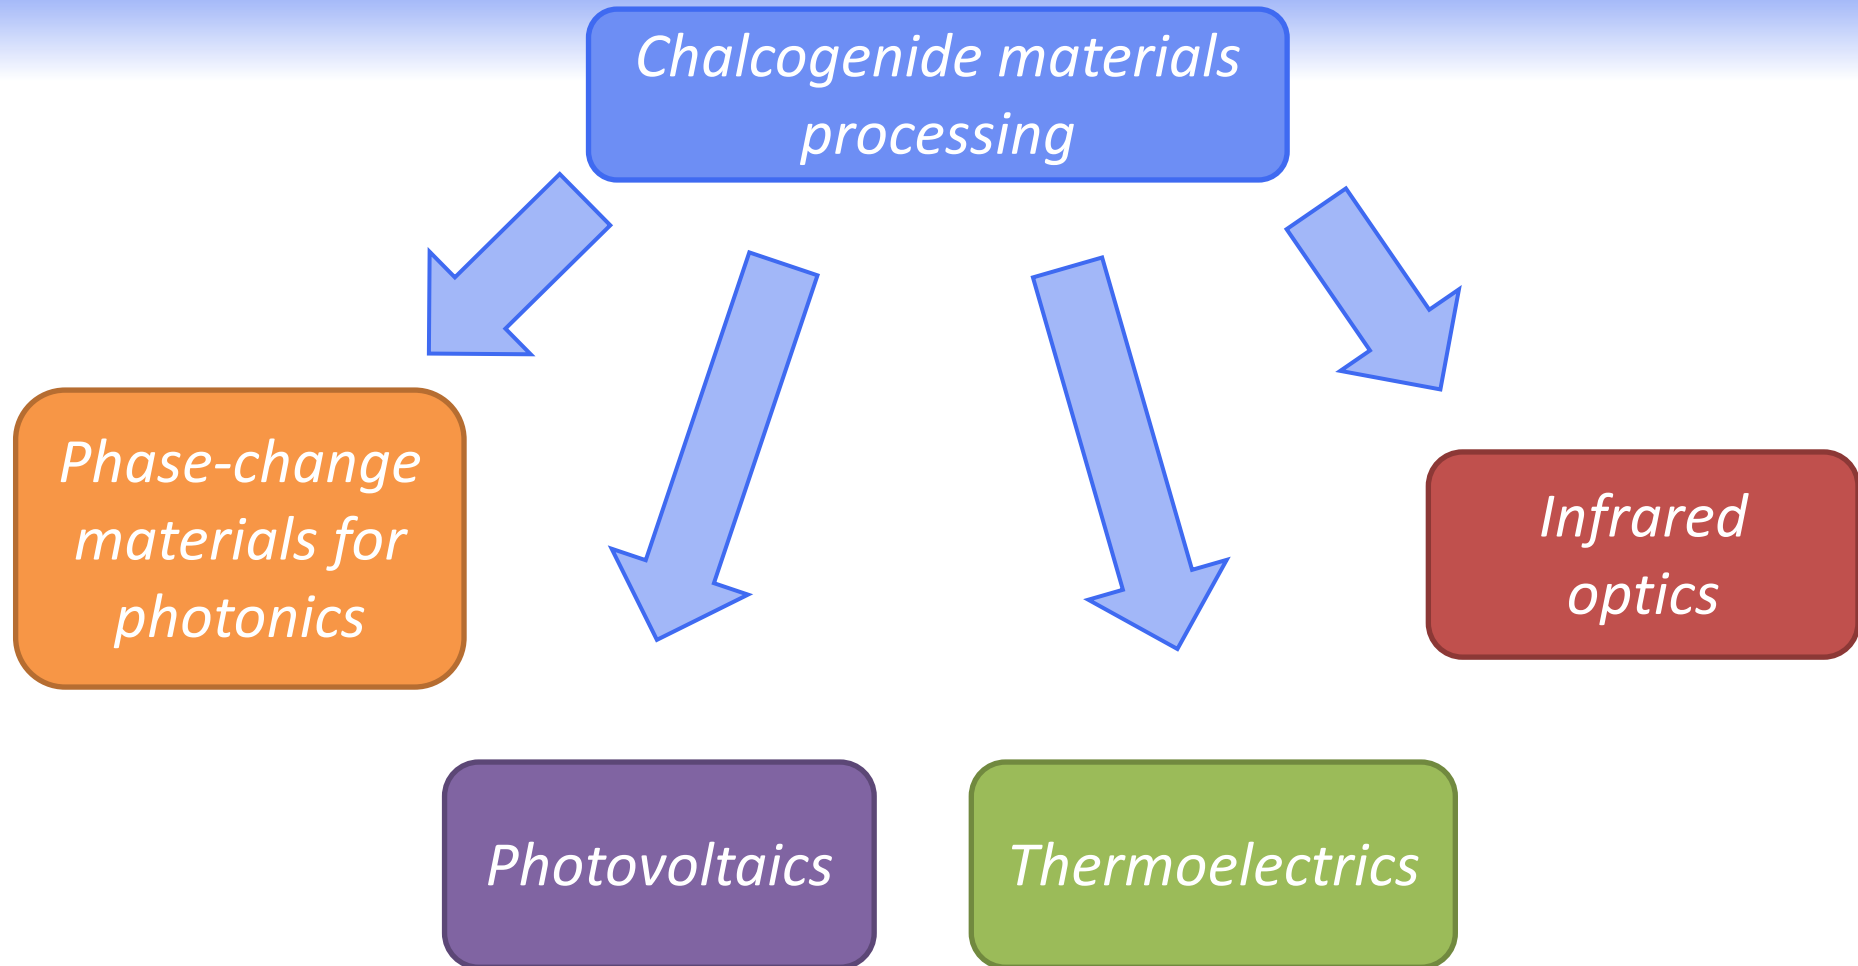 Chalcogenide materials
processing
Phase-change
materials for
photonics
Infrared
optics
Photovoltaics
Thermoelectrics